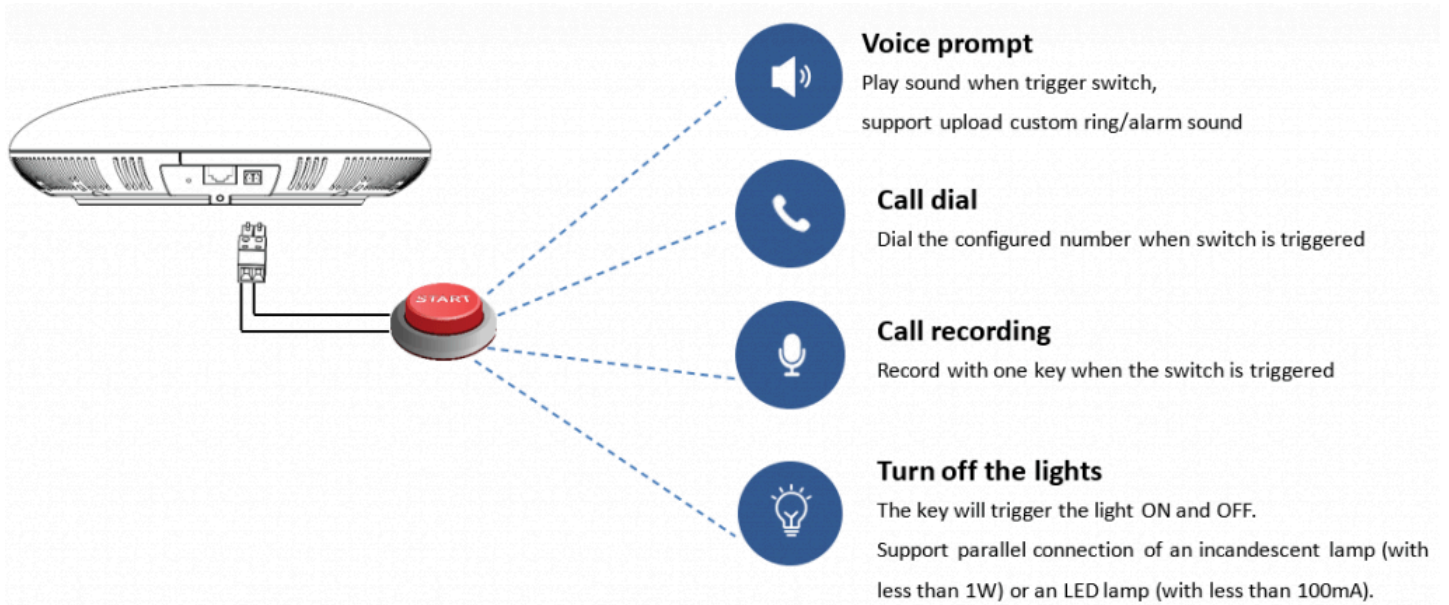 Voice prompt
Play sound when trigger switch,
support upload custom ring/alarm sound
Call dial
Dial the configured number when switch is triggered
START
Call recording
Record with one key when the switch is triggered
Turn off the lights
The key will trigger the light ON and OFF.
Support parallel connection of an incandescent lamp (with
less than 1W) or an LED lamp (with less than 100mA).